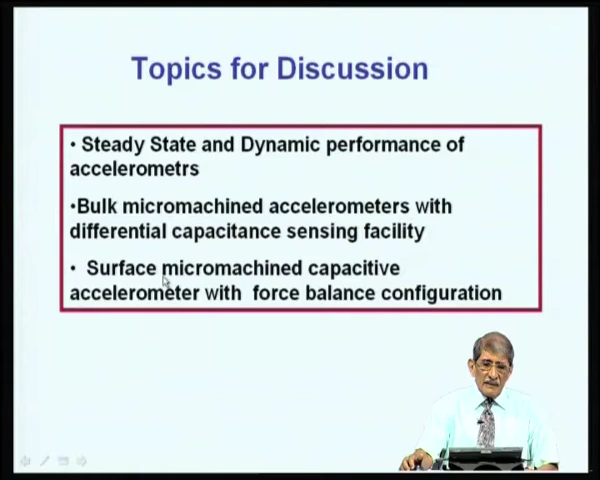 Topics for Discussion
• Steady State and Dynamic performance of
accelerometrs
•Bulk micromachined accelerometers with
differential capacitance sensing facility
• Surface micromachined capacitive
accelerometer with force balance configuration